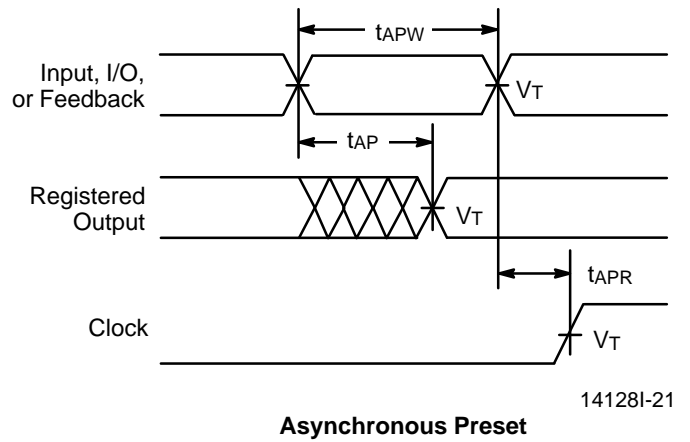 tAPW
Input, I/O,
or Feedback
VT
tAP
Registered
Output
VT
tAPR
Clock
VT
14128I-21
Asynchronous Preset